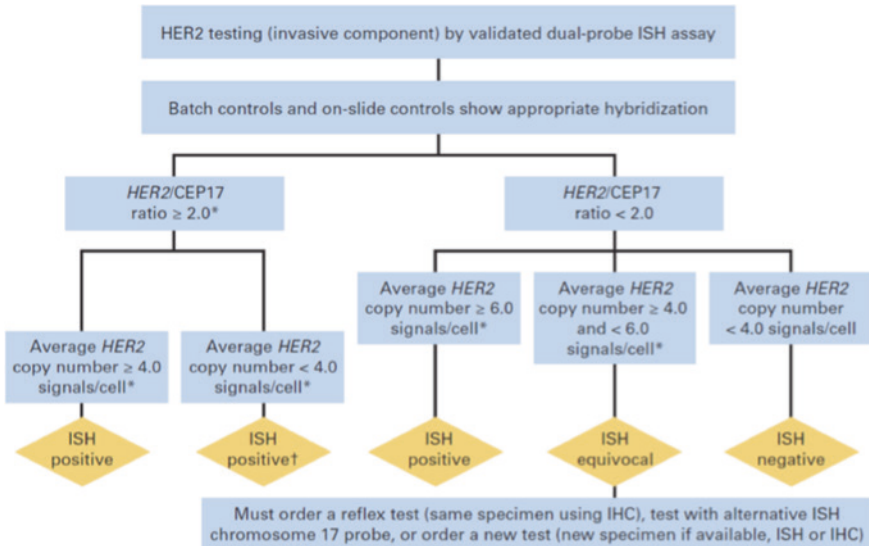 HER2 testing (invasive component) by validated dual-probe ISH assay
Batch controls and on-slide controls show appropriate hybridization
HER2/CEP17
ratio ≥ 2.0*
HER2/CEP17
ratio < 2.0
Average HER2
copy number ≥ 4.0
signals/cell*
Average HER2
copy number < 4.0
signals/cell*
Average HER2
copy number ≥ 6.0
signals/cell*
Average HER2
copy number ≥ 4.0
and < 6.0
signals/cell*
Average HER2
copy number
< 4.0 signals/cell
ISH
positive
ISH
positive†
ISH
positive
ISH
equivocal
ISH
negative
Must order a reflex test (same specimen using IHC), test with alternative ISH
chromosome 17 probe, or order a new test (new specimen if available, ISH or IHC)